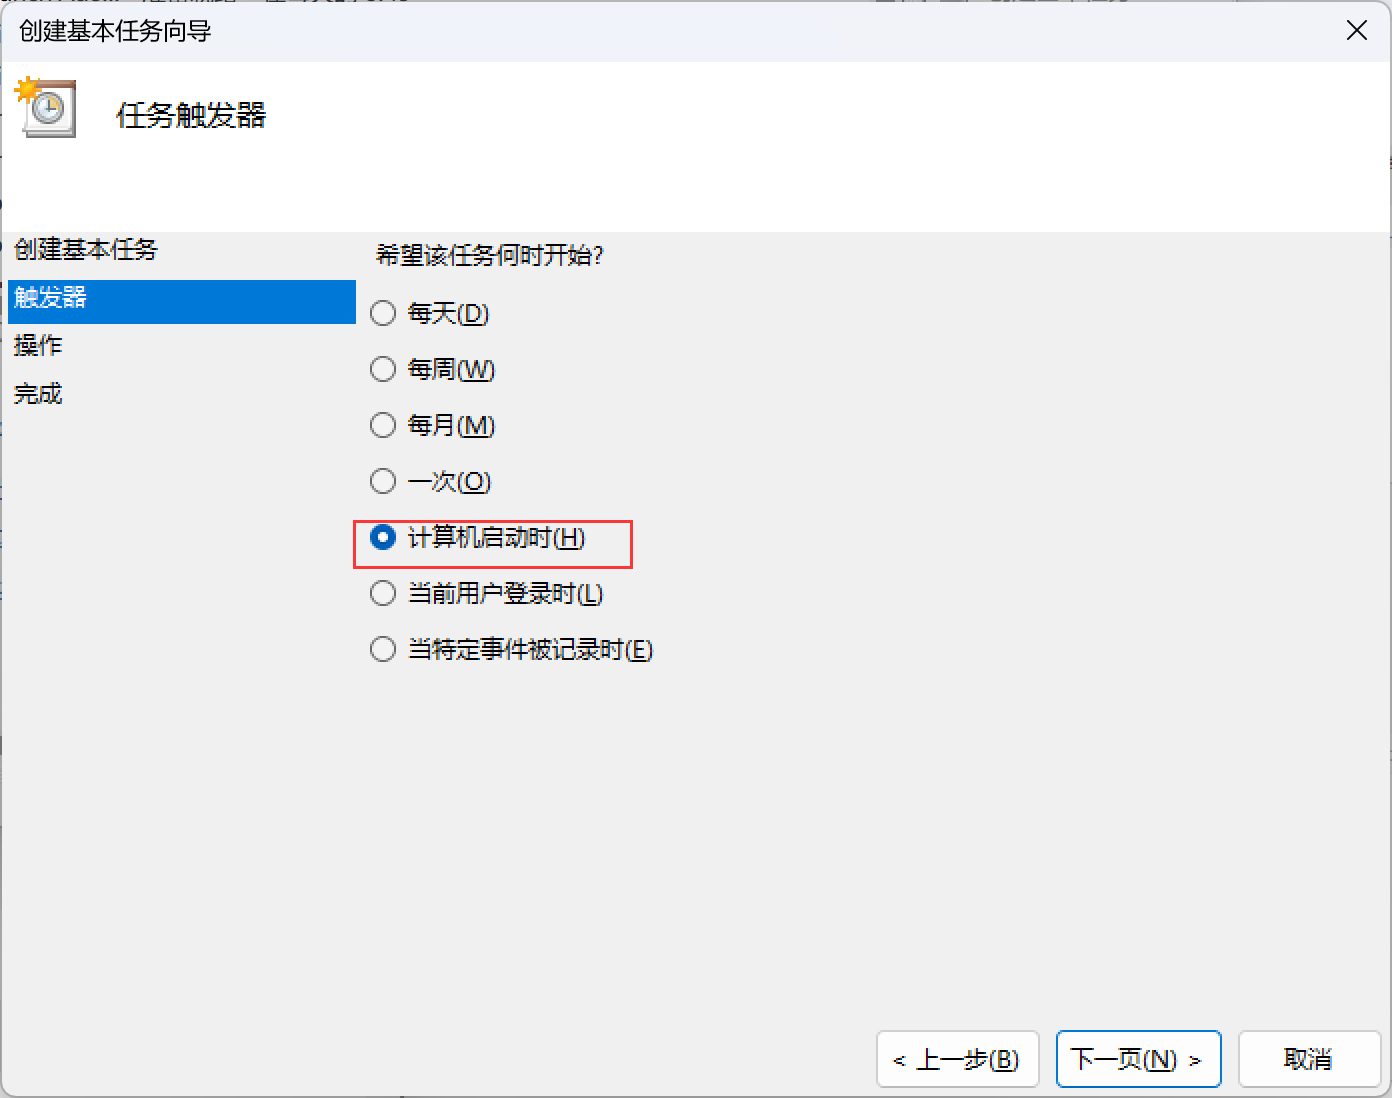 创建基本任务向导
任务触发器
创建基本任务
触发器
操作
完成
希望该任务何时开始?
每天(D)
每周(W)
每月(M)
一次(O)
计算机启动时(H)
当前用户登录时(L)
当特定事件被记录时(E)
< 上一步(B)
下一页(N) >
取消